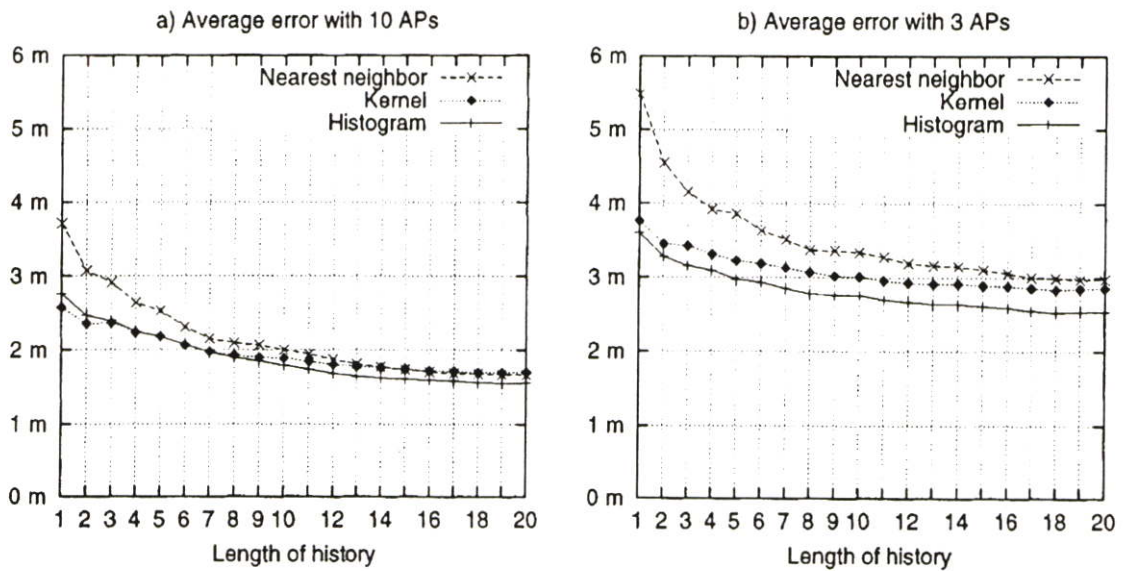 a) Average error with 10 APs
6 m
5 m
4 m
3 m
2 m
1 m
0 m
Nearest neighbor
Kernel
Histogram
1 2 3 4 5 6 7 8 9 10 12 14 16 18 20
Length of history
b) Average error with 3 APs
6 m
5 m
4 m
3 m
2 m
1 m
0 m
Nearest neighbor
Kernel
Histogram
1 2 3 4 5 6 7 8 9 10 12 14 16 18 20
Length of history